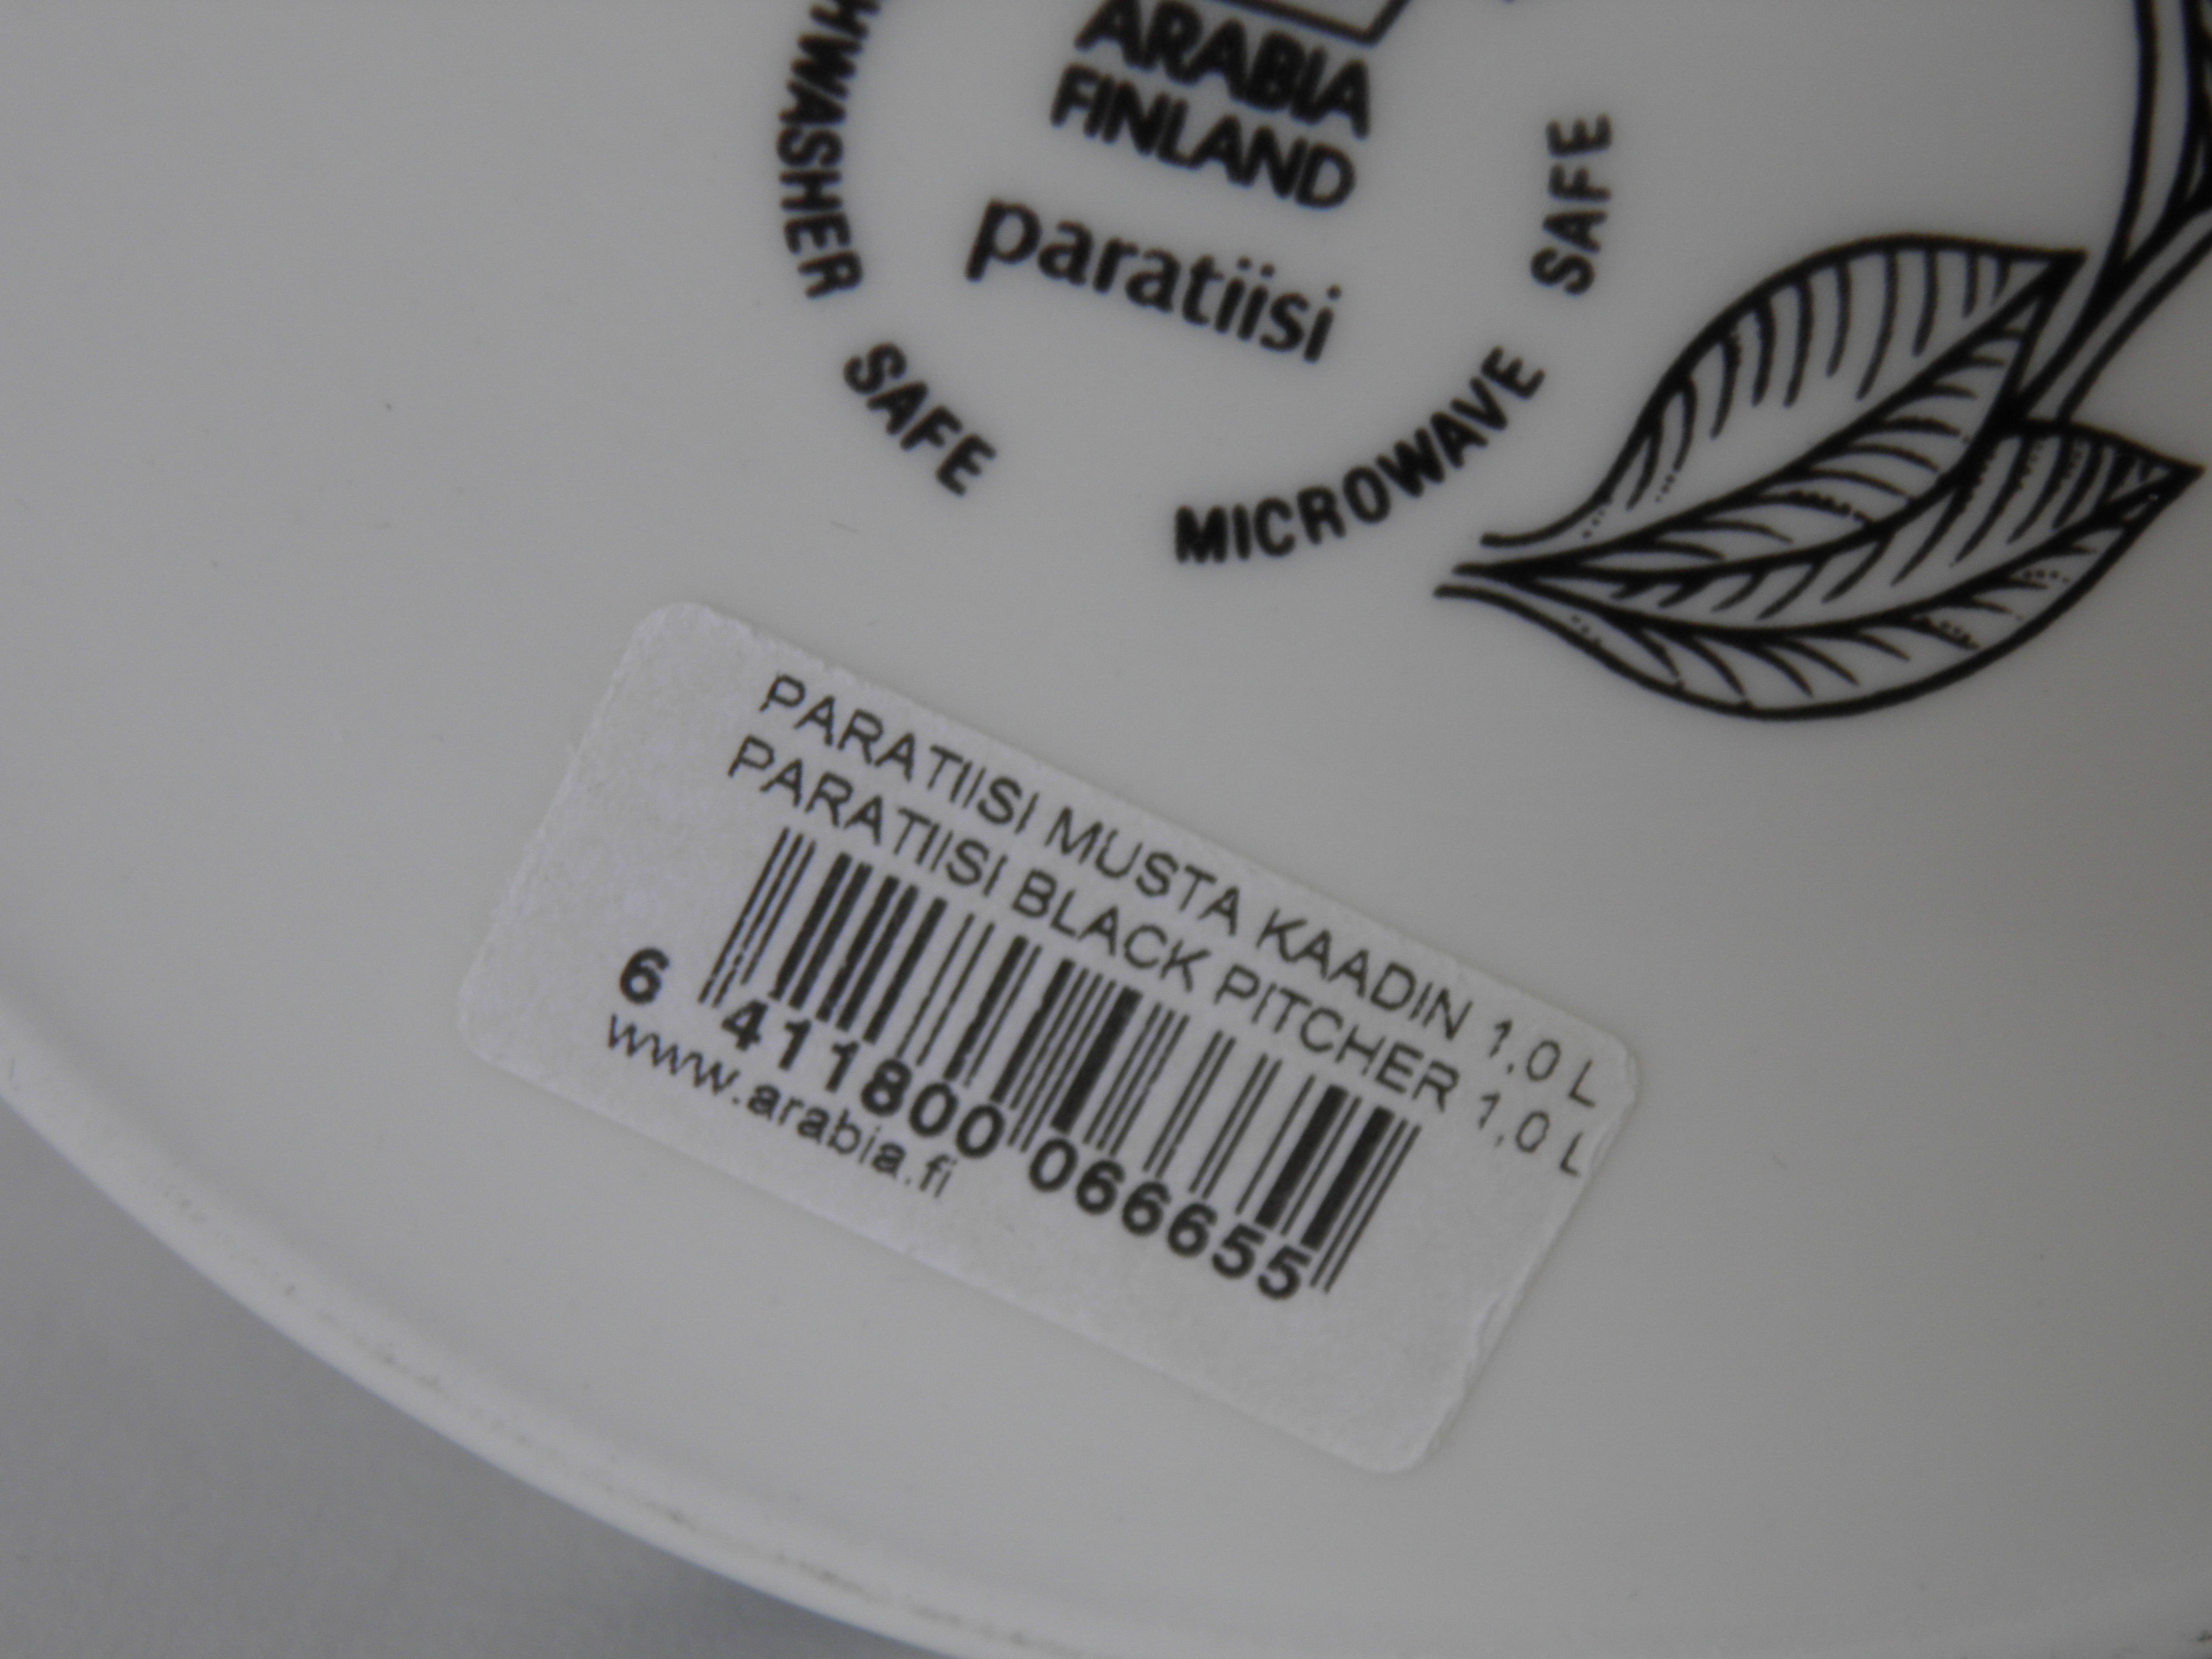 ARABIA
FINLAND
paratiisi
HWASHER SAFE
MICROWAVE SAFE
PARATIISI MUSTA KAADIN 1,0 L
PARATIISI BLACK PITCHER 1,0 L
6 411800 066655
www.arabia.fi